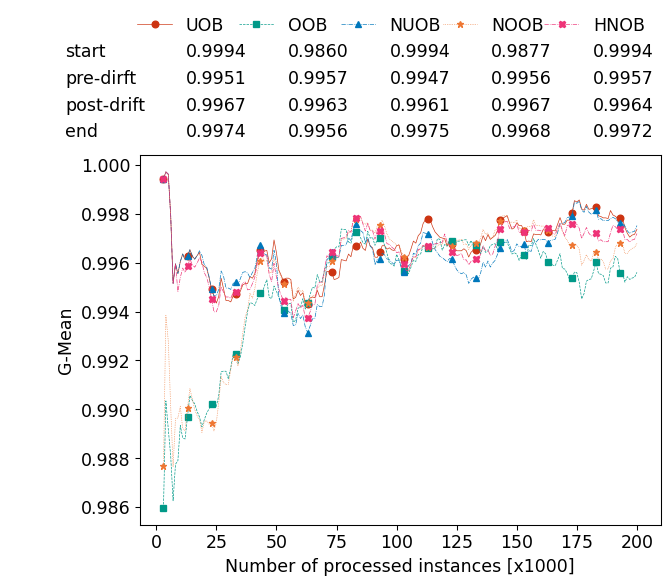 UOB OOB NUOB NOOB HNOB
start 0.9994 0.9860 0.9994 0.9877 0.9994
pre-dirft 0.9951 0.9957 0.9947 0.9956 0.9957
post-drift 0.9967 0.9963 0.9961 0.9967 0.9964
end 0.9974 0.9956 0.9975 0.9968 0.9972
1.000
0.998
0.996
0.994
0.992
0.990
0.988
0.986
G-Mean
0 25 50 75 100 125 150 175 200
Number of processed instances [x1000]